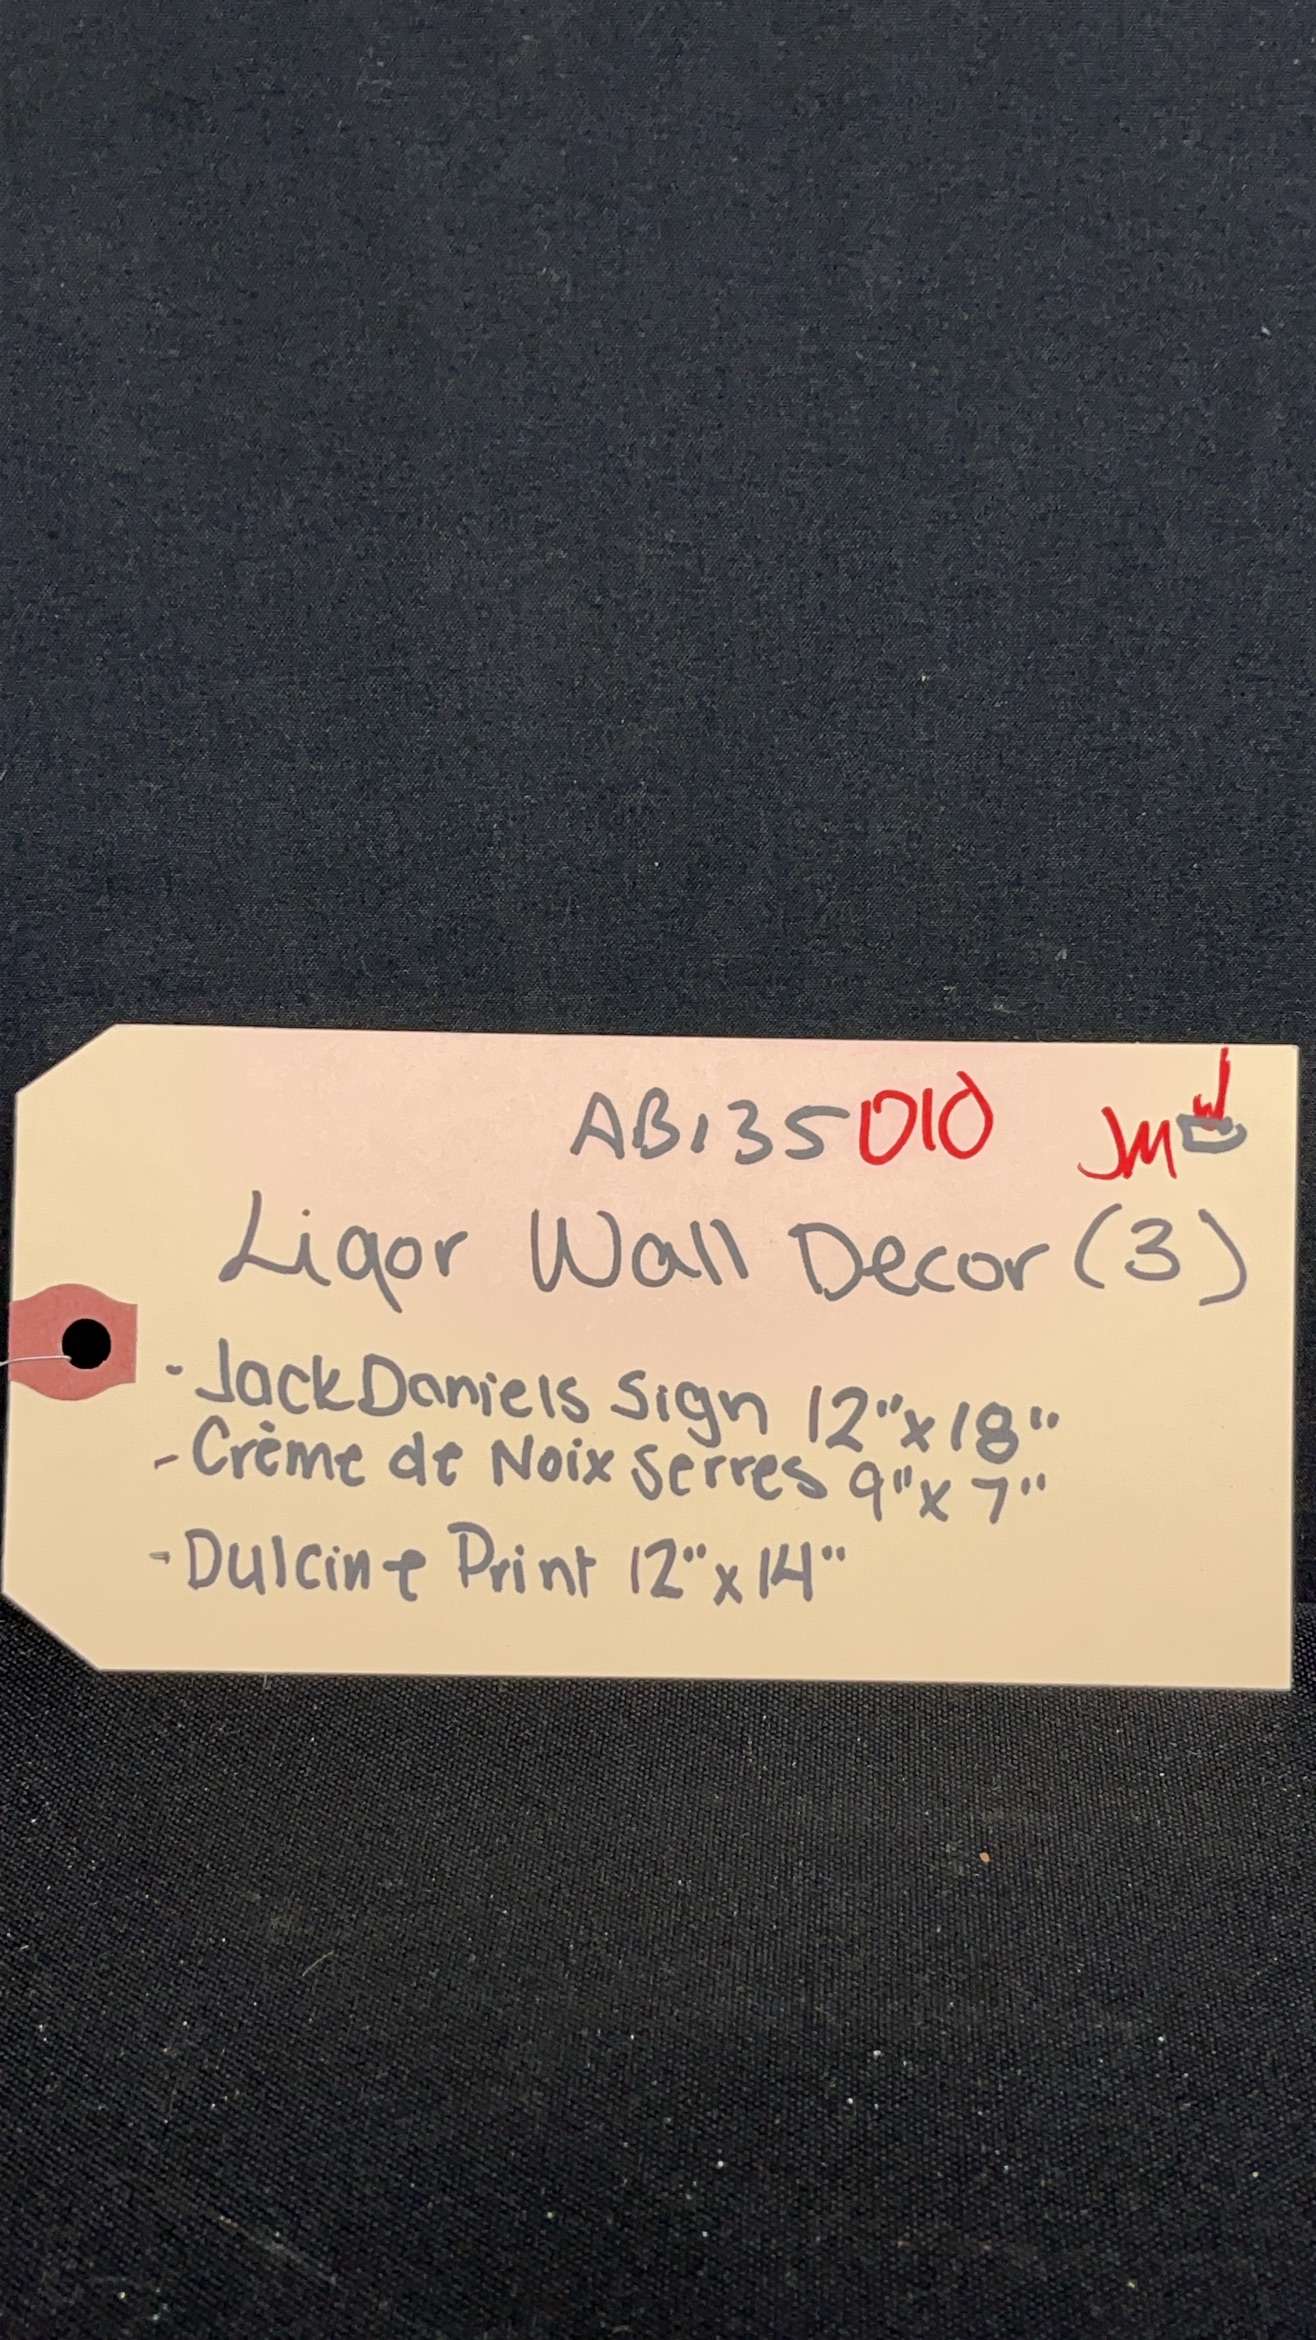 AB135010 JM
Liqor Wall Decor (3)
- Jack Daniels Sign 12"x18"
- Crème de Noix Serres 9"x7"
- Dulcine Print 12"x14"